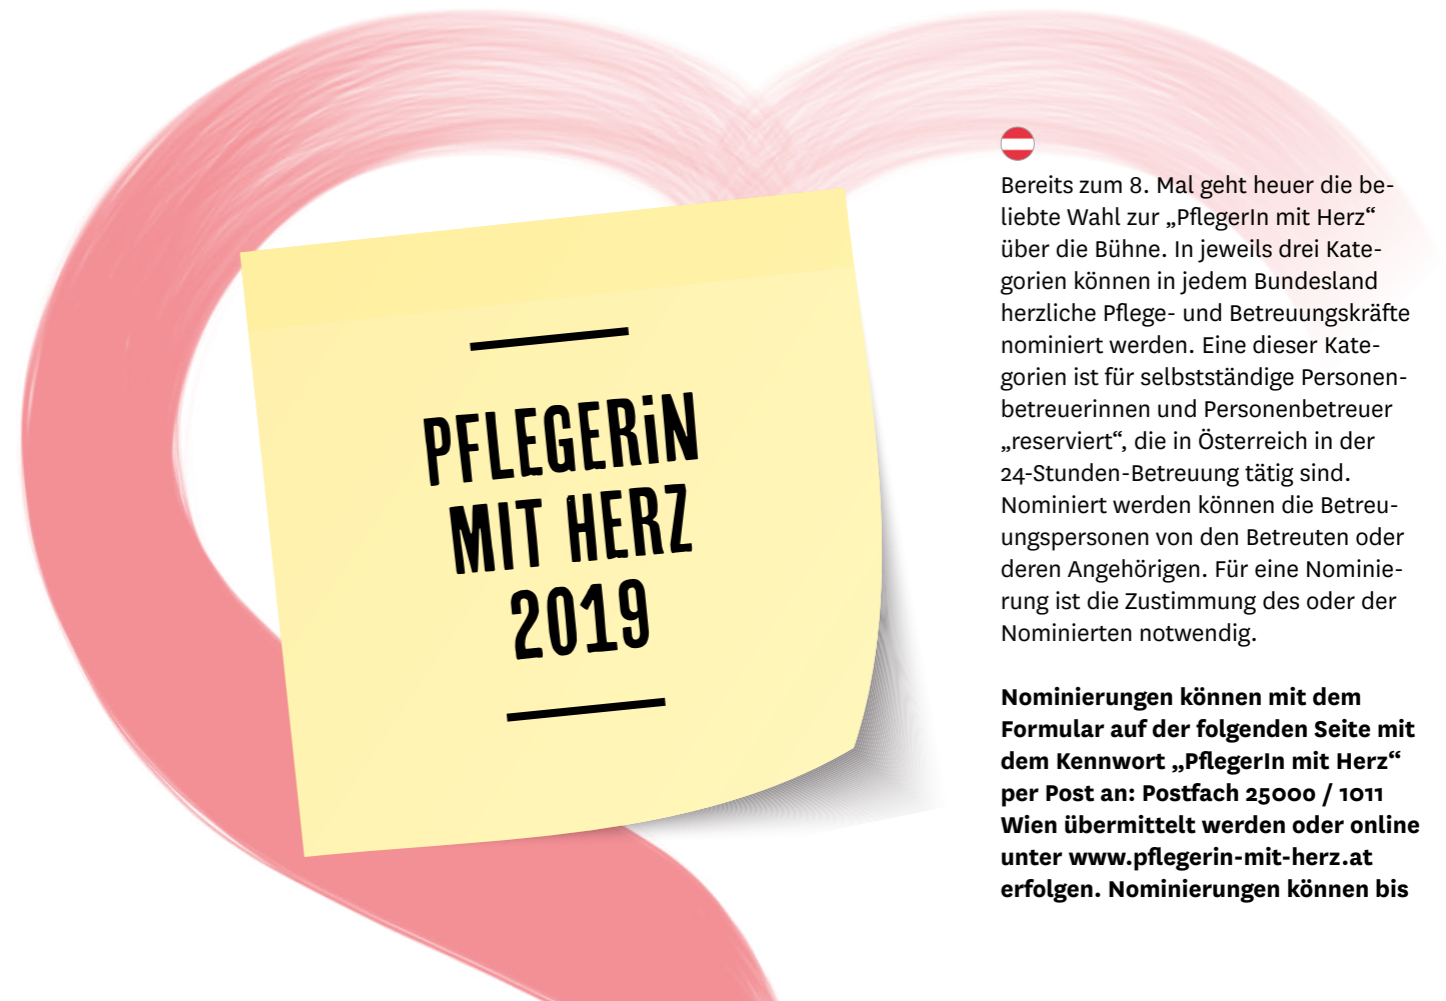 PFLEGERiN
MIT HERZ
2019
Bereits zum 8. Mal geht heuer die be-
liebte Wahl zur „PflegerIn mit Herz“
über die Bühne. In jeweils drei Kate-
gorien können in jedem Bundesland
herzliche Pflege- und Betreuungskräfte
nominiert werden. Eine dieser Kate-
gorien ist für selbstständige Personen-
betreuerinnen und Personenbetreuer
„reserviert“, die in Österreich in der
24-Stunden-Betreuung tätig sind.
Nominiert werden können die Betreu-
ungspersonen von den Betreuten oder
deren Angehörigen. Für eine Nominie-
rung ist die Zustimmung des oder der
Nominierten notwendig.
Nominierungen können mit dem
Formular auf der folgenden Seite mit
dem Kennwort „PflegerIn mit Herz“
per Post an: Postfach 25000 / 1011
Wien übermittelt werden oder online
unter www.pflegerin-mit-herz.at
erfolgen. Nominierungen können bis